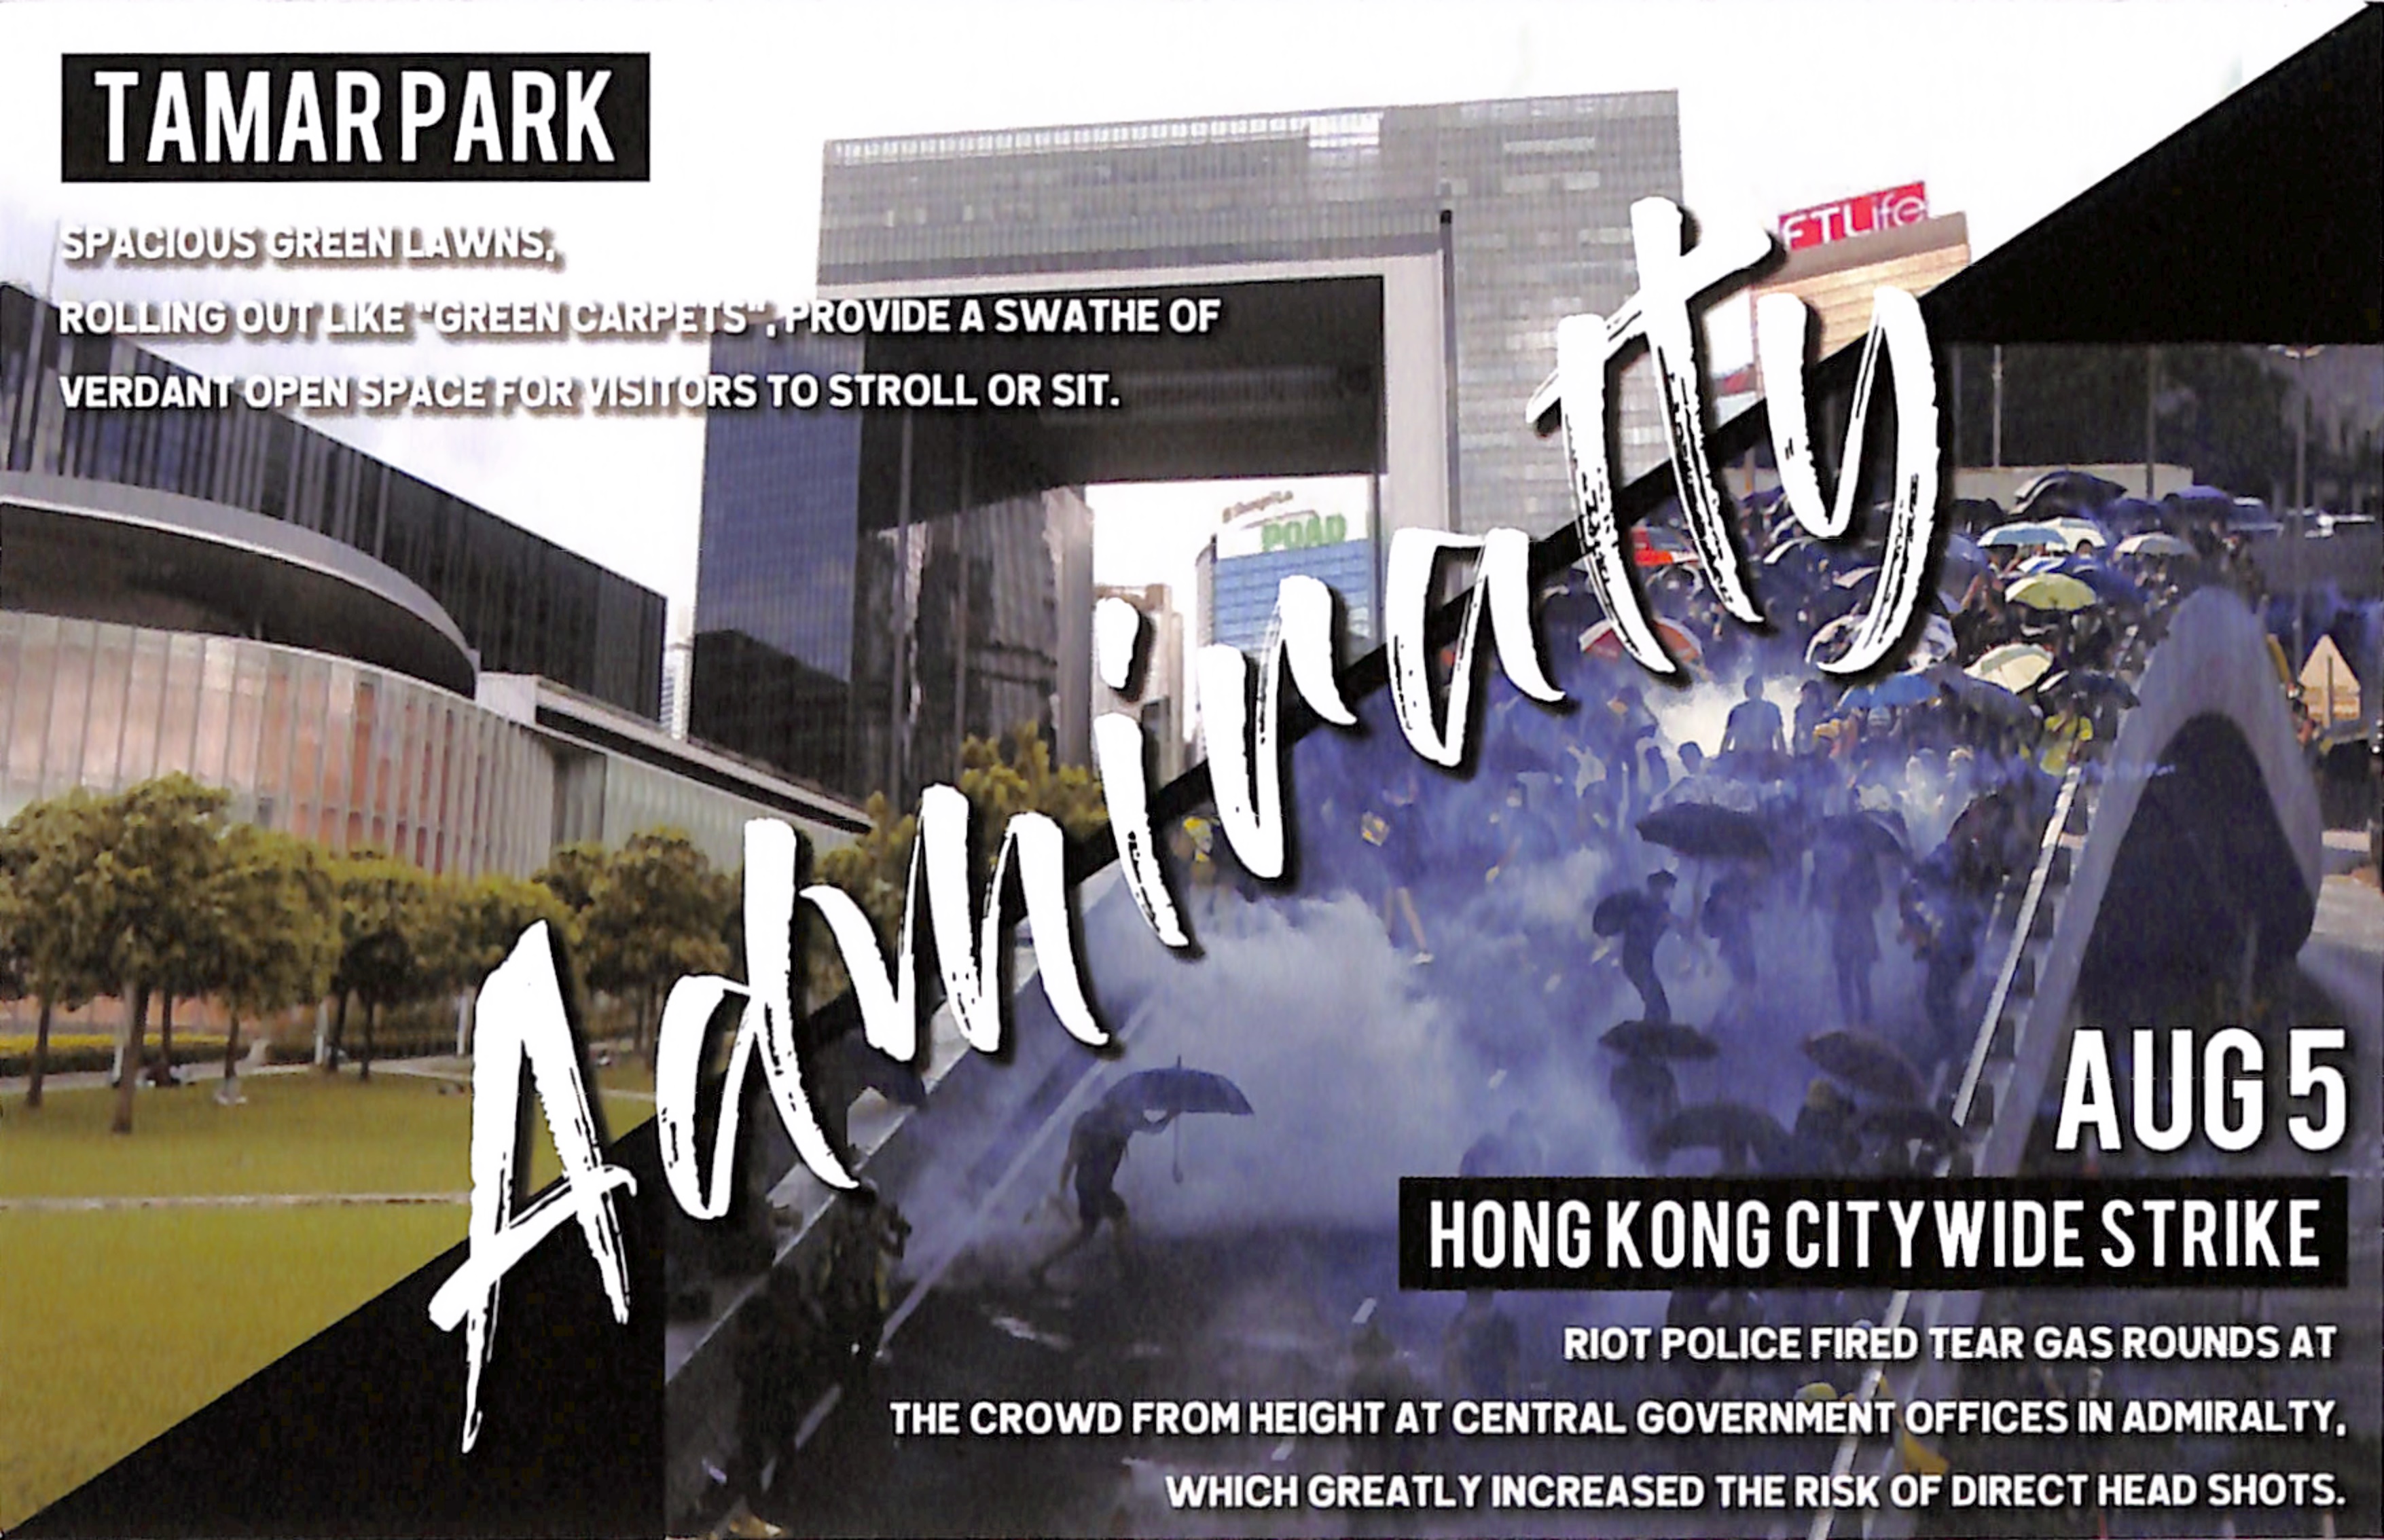 TAMAR PARK
SPACIOUS GREEN LAWNS,
ROLLING OUT LIKE "GREEN CARPETS", PROVIDE A SWATHE OF
VERDANT OPEN SPACE FOR VISITORS TO STROLL OR SIT.
FTLife
POAD
Admiralty
AUG 5
HONG KONG CITYWIDE STRIKE
RIOT POLICE FIRED TEAR GAS ROUNDS AT
THE CROWD FROM HEIGHT AT CENTRAL GOVERNMENT OFFICES IN ADMIRALTY,
WHICH GREATLY INCREASED THE RISK OF DIRECT HEAD SHOTS.